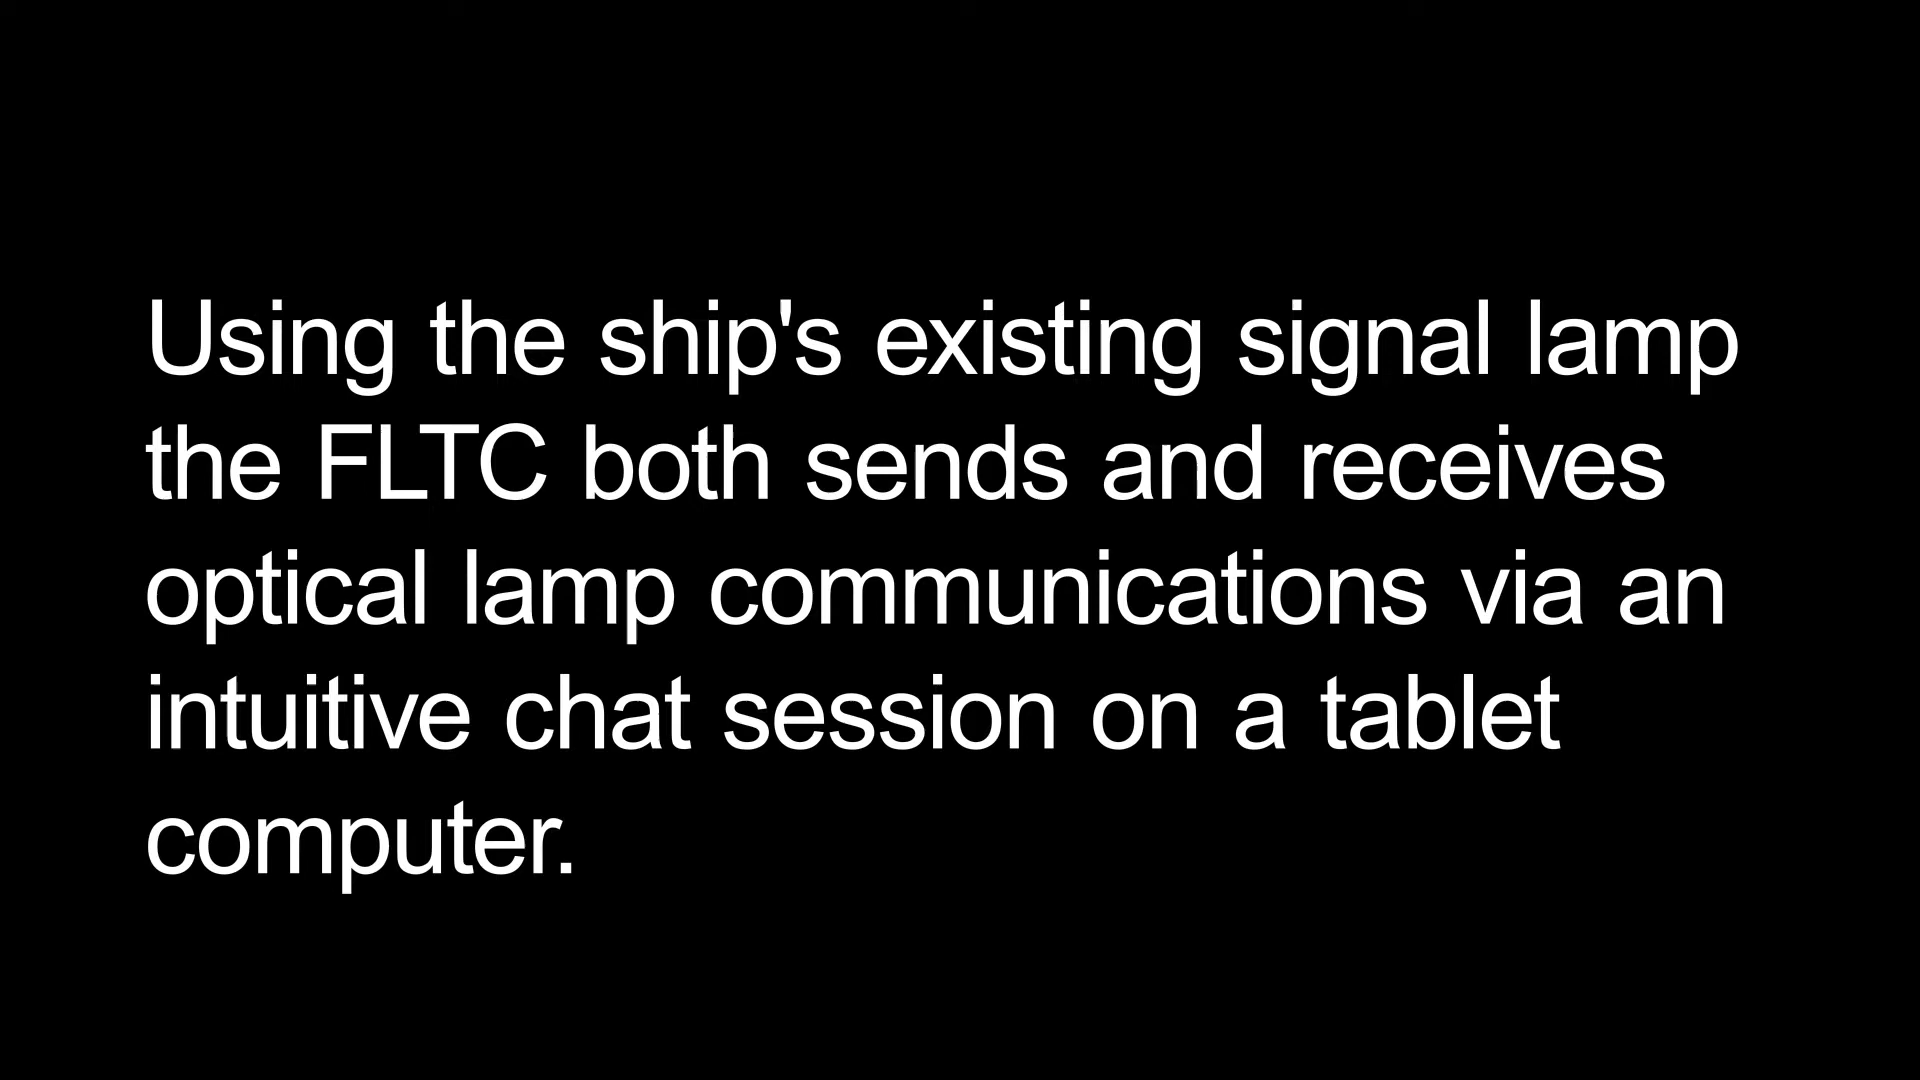 Using the ship's existing signal lamp
the FLTC both sends and receives
optical lamp communications via an
intuitive chat session on a tablet
computer.